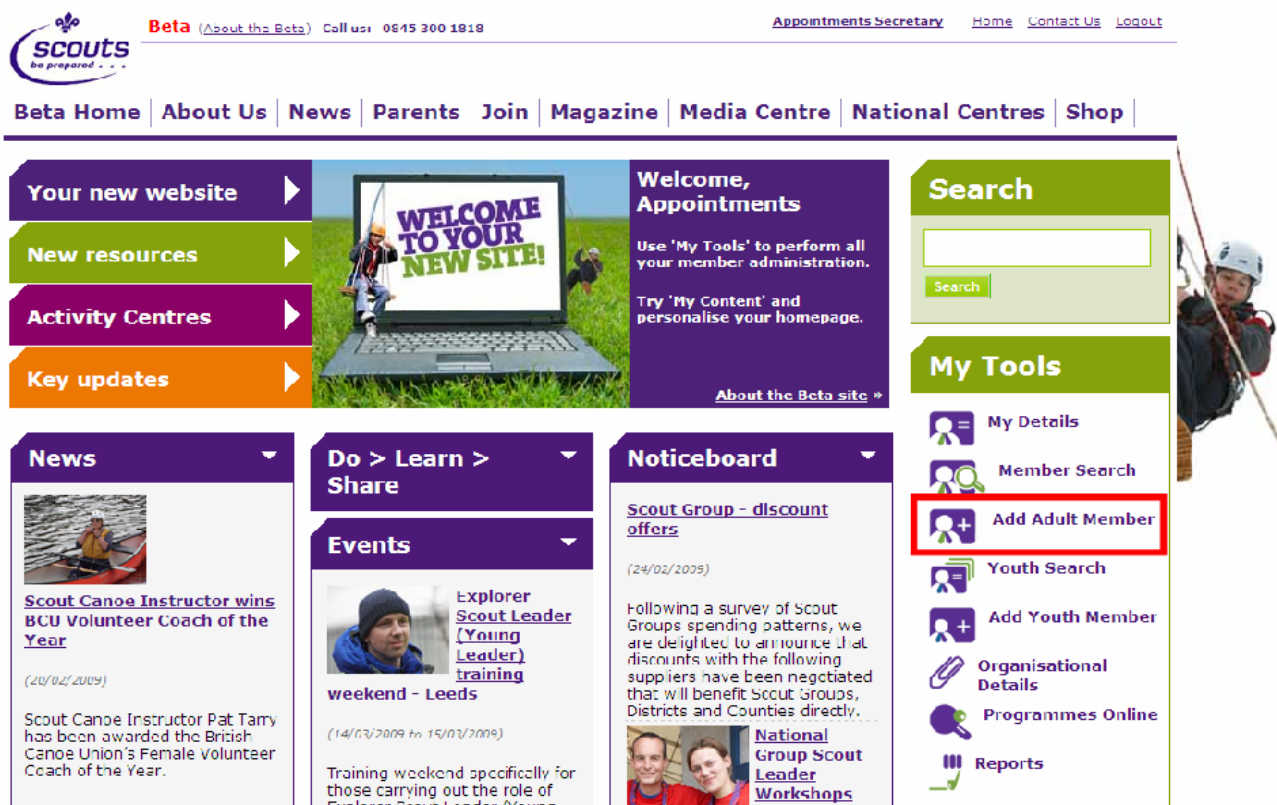 scouts
be prepared . . .
Beta (About the Beta) Call us: 0845 300 1818
Appointments Secretary Home Contact Us Logout
Beta Home About Us News Parents Join Magazine Media Centre National Centres Shop
Your new website
New resources
Activity Centres
Key updates
WELCOME
TO YOUR
NEW SITE!
Welcome,
Appointments
Use 'My Tools' to perform all
your member administration.
Try 'My Content' and
personalise your homepage.
About the Beta site »
Search
Search
My Tools
My Details
Member Search
Add Adult Member
Youth Search
Add Youth Member
Organisational
Details
Programmes Online
Reports
News
Scout Canoe Instructor wins
BCU Volunteer Coach of the
Year
(20/02/2009)
Scout Canoe Instructor Pat Tarry
has been awarded the British
Canoe Union's Female Volunteer
Coach of the Year.
Do > Learn >
Share
Events
Explorer
Scout Leader
(Young
Leader)
training
weekend - Leeds
(14/03/2009 to 15/03/2009)
Training weekend specifically for
those carrying out the role of
Explorer Scout Leader (Young
Noticeboard
Scout Group - discount
offers
(24/02/2009)
Following a survey of Scout
Groups spending patterns, we
are delighted to announce that
discounts with the following
suppliers have been negotiated
that will benefit Scout Groups,
Districts and Counties directly.
National
Group Scout
Leader
Workshops